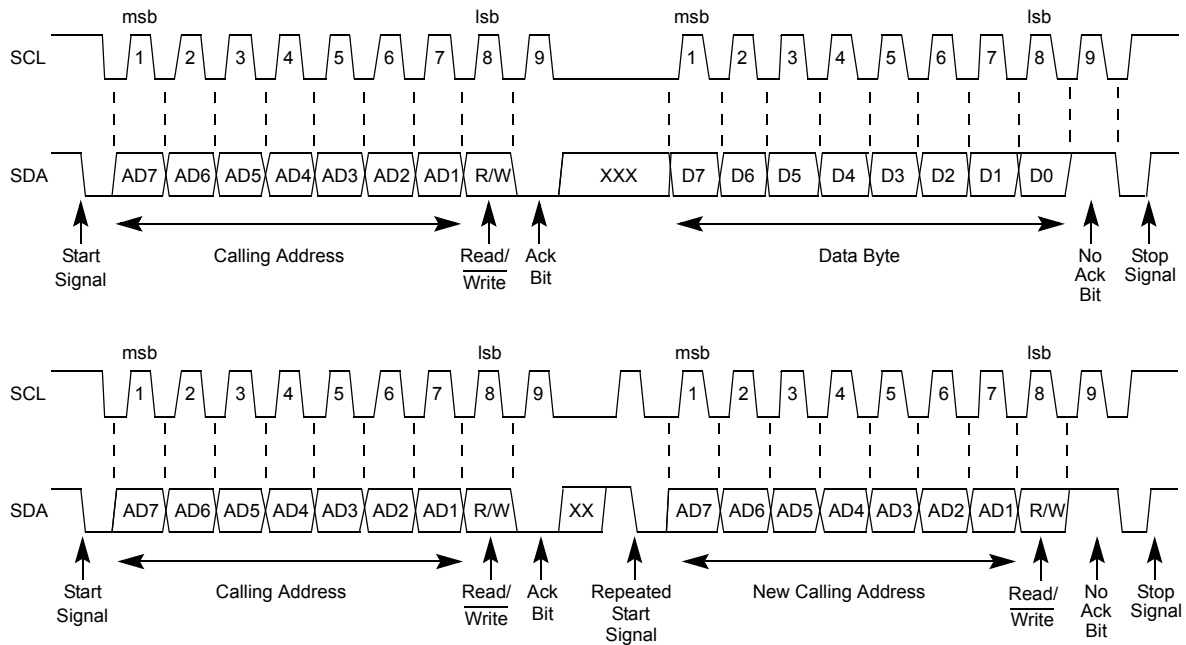 msb lsb msb lsb
SCL 1 2 3 4 5 6 7 8 9 1 2 3 4 5 6 7 8 9
SDA AD7 AD6 AD5 AD4 AD3 AD2 AD1 R/W XXX D7 D6 D5 D4 D3 D2 D1 D0
Start Signal
Calling Address
Read/
Write
Ack
Bit
Data Byte
No
Ack
Bit
Stop
Signal
msb lsb msb lsb
SCL 1 2 3 4 5 6 7 8 9 1 2 3 4 5 6 7 8 9
SDA AD7 AD6 AD5 AD4 AD3 AD2 AD1 R/W XX AD7 AD6 AD5 AD4 AD3 AD2 AD1 R/W
Start
Signal
Calling Address
Read/
Write
Ack
Bit
Repeated
Start
Signal
New Calling Address
Read/
Write
No
Ack
Bit
Stop
Signal